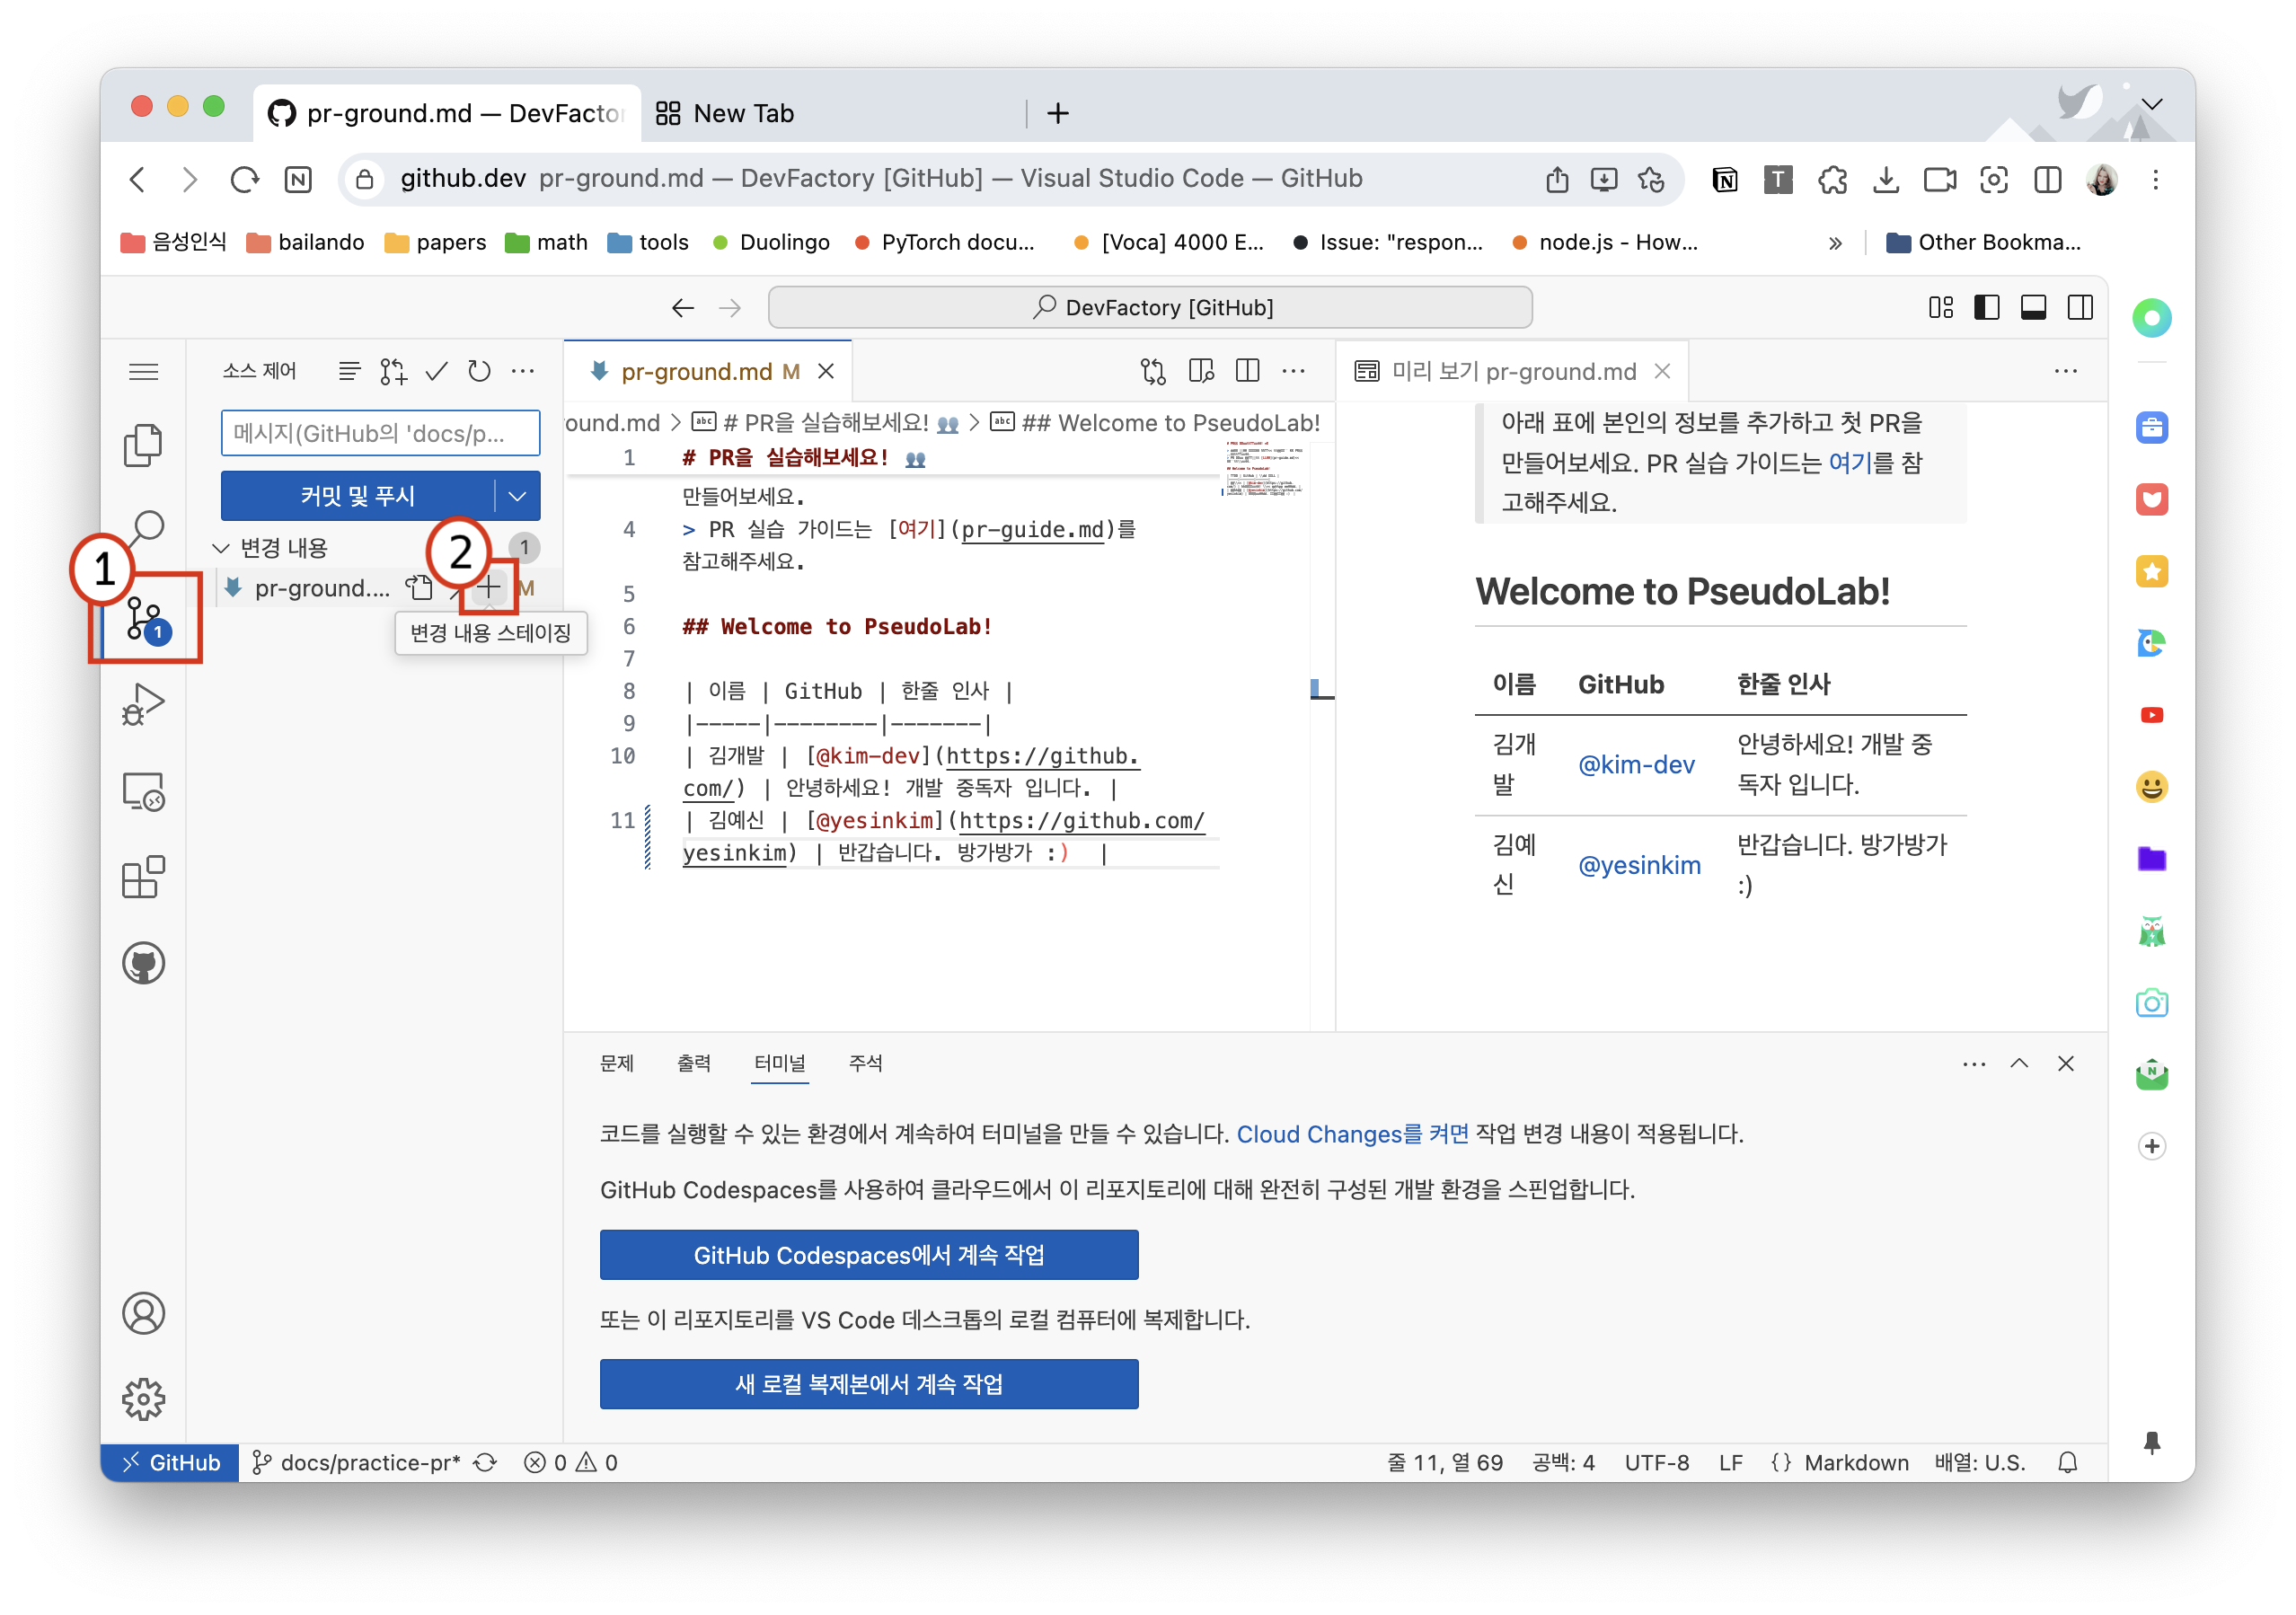 pr-ground.md — DevFactor
New Tab
github.dev pr-ground.md — DevFactory [GitHub] — Visual Studio Code — GitHub
음성인식 bailando papers math tools Duolingo PyTorch docu... [Voca] 4000 E... Issue: "respon... node.js - How... » Other Bookma...
DevFactory [GitHub]
소스 제어
메시지(GitHub의 'docs/p...
커밋 및 푸시
변경 내용 1
pr-ground.... M
변경 내용 스테이징
1
2
1
pr-ground.md M
ound.md > # PR을 실습해보세요! 👥 > ## Welcome to PseudoLab!
1 # PR을 실습해보세요! 👥
만들어보세요.
4 > PR 실습 가이드는 [여기](pr-guide.md)를
참고해주세요.
5
6 ## Welcome to PseudoLab!
7
8 | 이름 | GitHub | 한줄 인사 |
9 |-----|--------|-------|
10 | 김개발 | [@kim-dev](https://github.
com/) | 안녕하세요! 개발 중독자 입니다. |
11 | 김예신 | [@yesinkim](https://github.com/
yesinkim) | 반갑습니다. 방가방가 :) |
미리 보기 pr-ground.md
아래 표에 본인의 정보를 추가하고 첫 PR을
만들어보세요. PR 실습 가이드는 여기를 참
고해주세요.
Welcome to PseudoLab!
이름 GitHub 한줄 인사
김개
발
@kim-dev
안녕하세요! 개발 중
독자 입니다.
김예
신
@yesinkim
반갑습니다. 방가방가
:)
문제 출력 터미널 주석
코드를 실행할 수 있는 환경에서 계속하여 터미널을 만들 수 있습니다. Cloud Changes를 켜면 작업 변경 내용이 적용됩니다.
GitHub Codespaces를 사용하여 클라우드에서 이 리포지토리에 대해 완전히 구성된 개발 환경을 스핀업합니다.
GitHub Codespaces에서 계속 작업
또는 이 리포지토리를 VS Code 데스크톱의 로컬 컴퓨터에 복제합니다.
새 로컬 복제본에서 계속 작업
GitHub docs/practice-pr* 0 0 줄 11, 열 69 공백: 4 UTF-8 LF {} Markdown 배열: U.S.